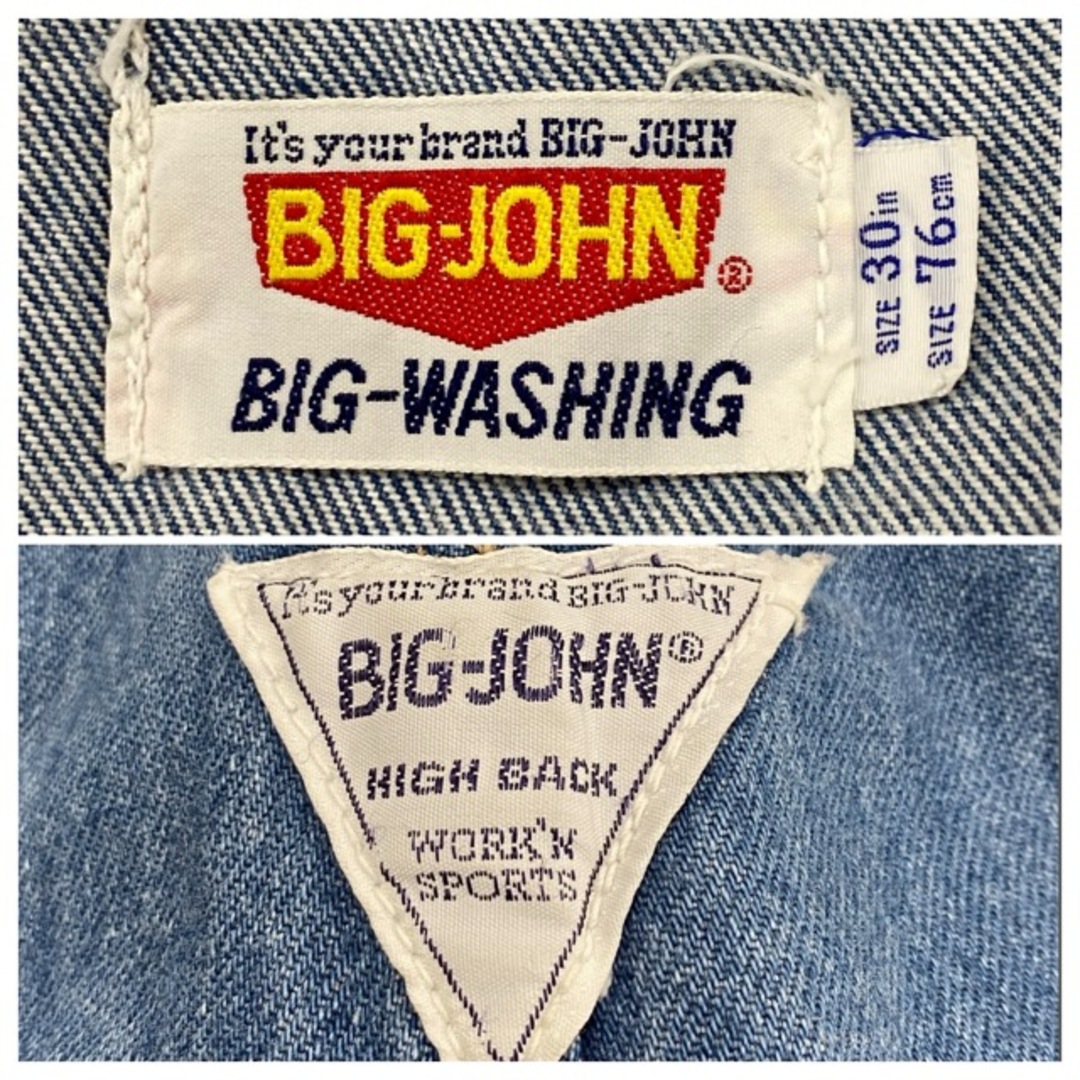 It's your brand BIG-JOHN
BIG-JOHN®
BIG-WASHING
SIZE 30in
SIZE 76cm
It's your brand BIG-JOHN
BIG-JOHN®
HIGH BACK
WORK'N
SPORTS